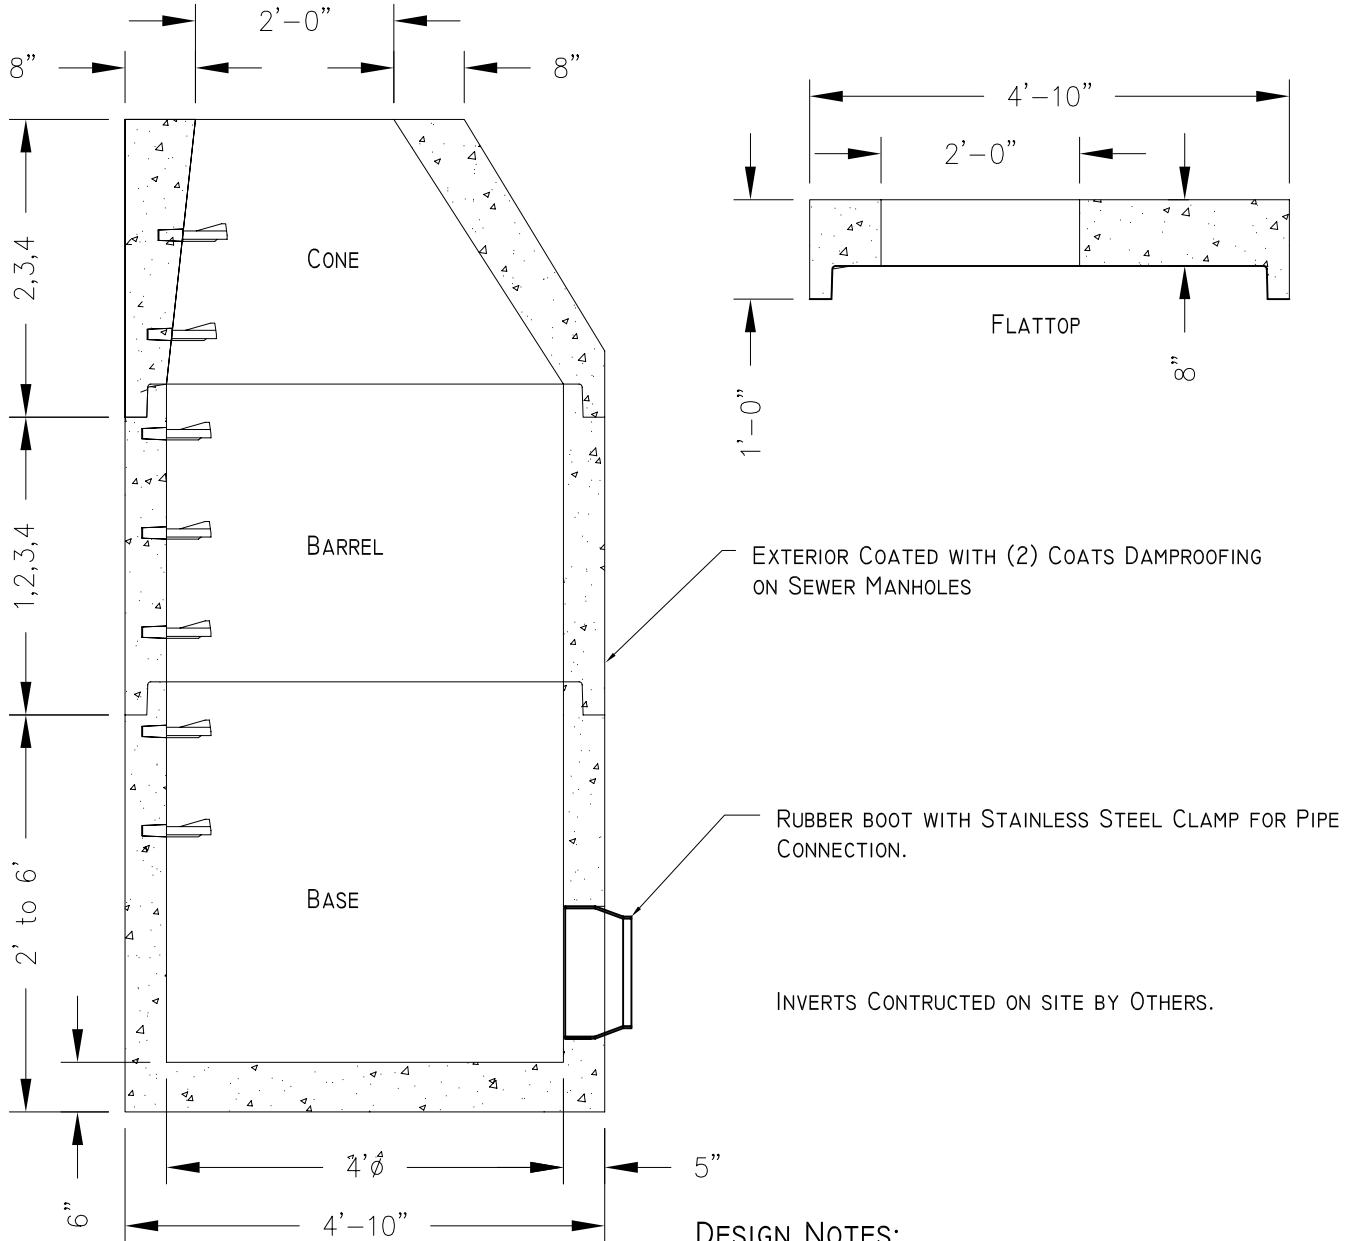 2'-0"
8"
8"
4'-10"
2'-0"
2,3,4
CONE
FLATTOP
8"
1'-0"
1,2,3,4
BARREL
EXTERIOR COATED WITH (2) COATS DAMPROOFING
ON SEWER MANHOLES
RUBBER BOOT WITH STAINLESS STEEL CLAMP FOR PIPE
CONNECTION.
2' to 6'
BASE
INVERTS CONTRUCTED ON SITE BY OTHERS.
4'ø
5"
6"
4'-10"
DESIGN NOTES: